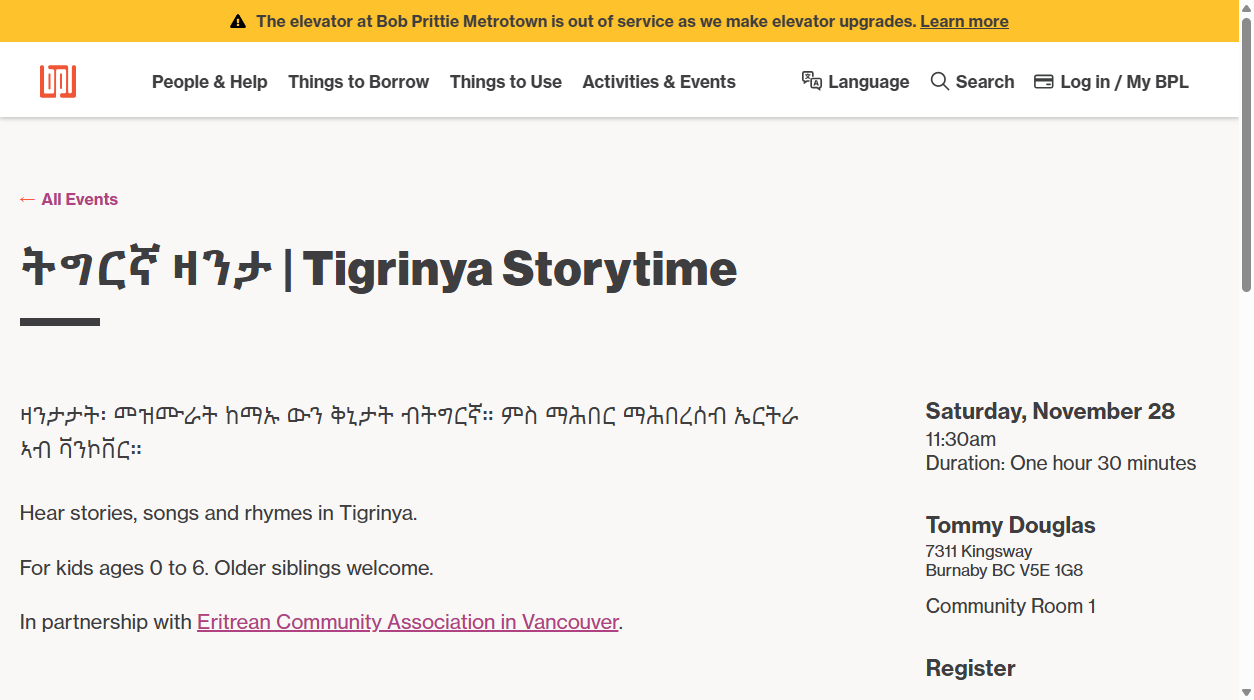 The elevator at Bob Prittie Metrotown is out of service as we make elevator upgrades. Learn more
People & Help Things to Borrow Things to Use Activities & Events Language Search Log in / My BPL
← All Events
ትግርኛ ዛንታ | Tigrinya Storytime
ዛንታታት፡ መዝሙራት ከማኡ ውን ቅኒታት ብትግርኛ። ምስ ማሕበር ማሕበረሰብ ኤርትራ
ኣብ ቫንኮቨር።
Hear stories, songs and rhymes in Tigrinya.
For kids ages 0 to 6. Older siblings welcome.
In partnership with Eritrean Community Association in Vancouver.
Saturday, November 28
11:30am
Duration: One hour 30 minutes
Tommy Douglas
7311 Kingsway
Burnaby BC V5E 1G8
Community Room 1
Register